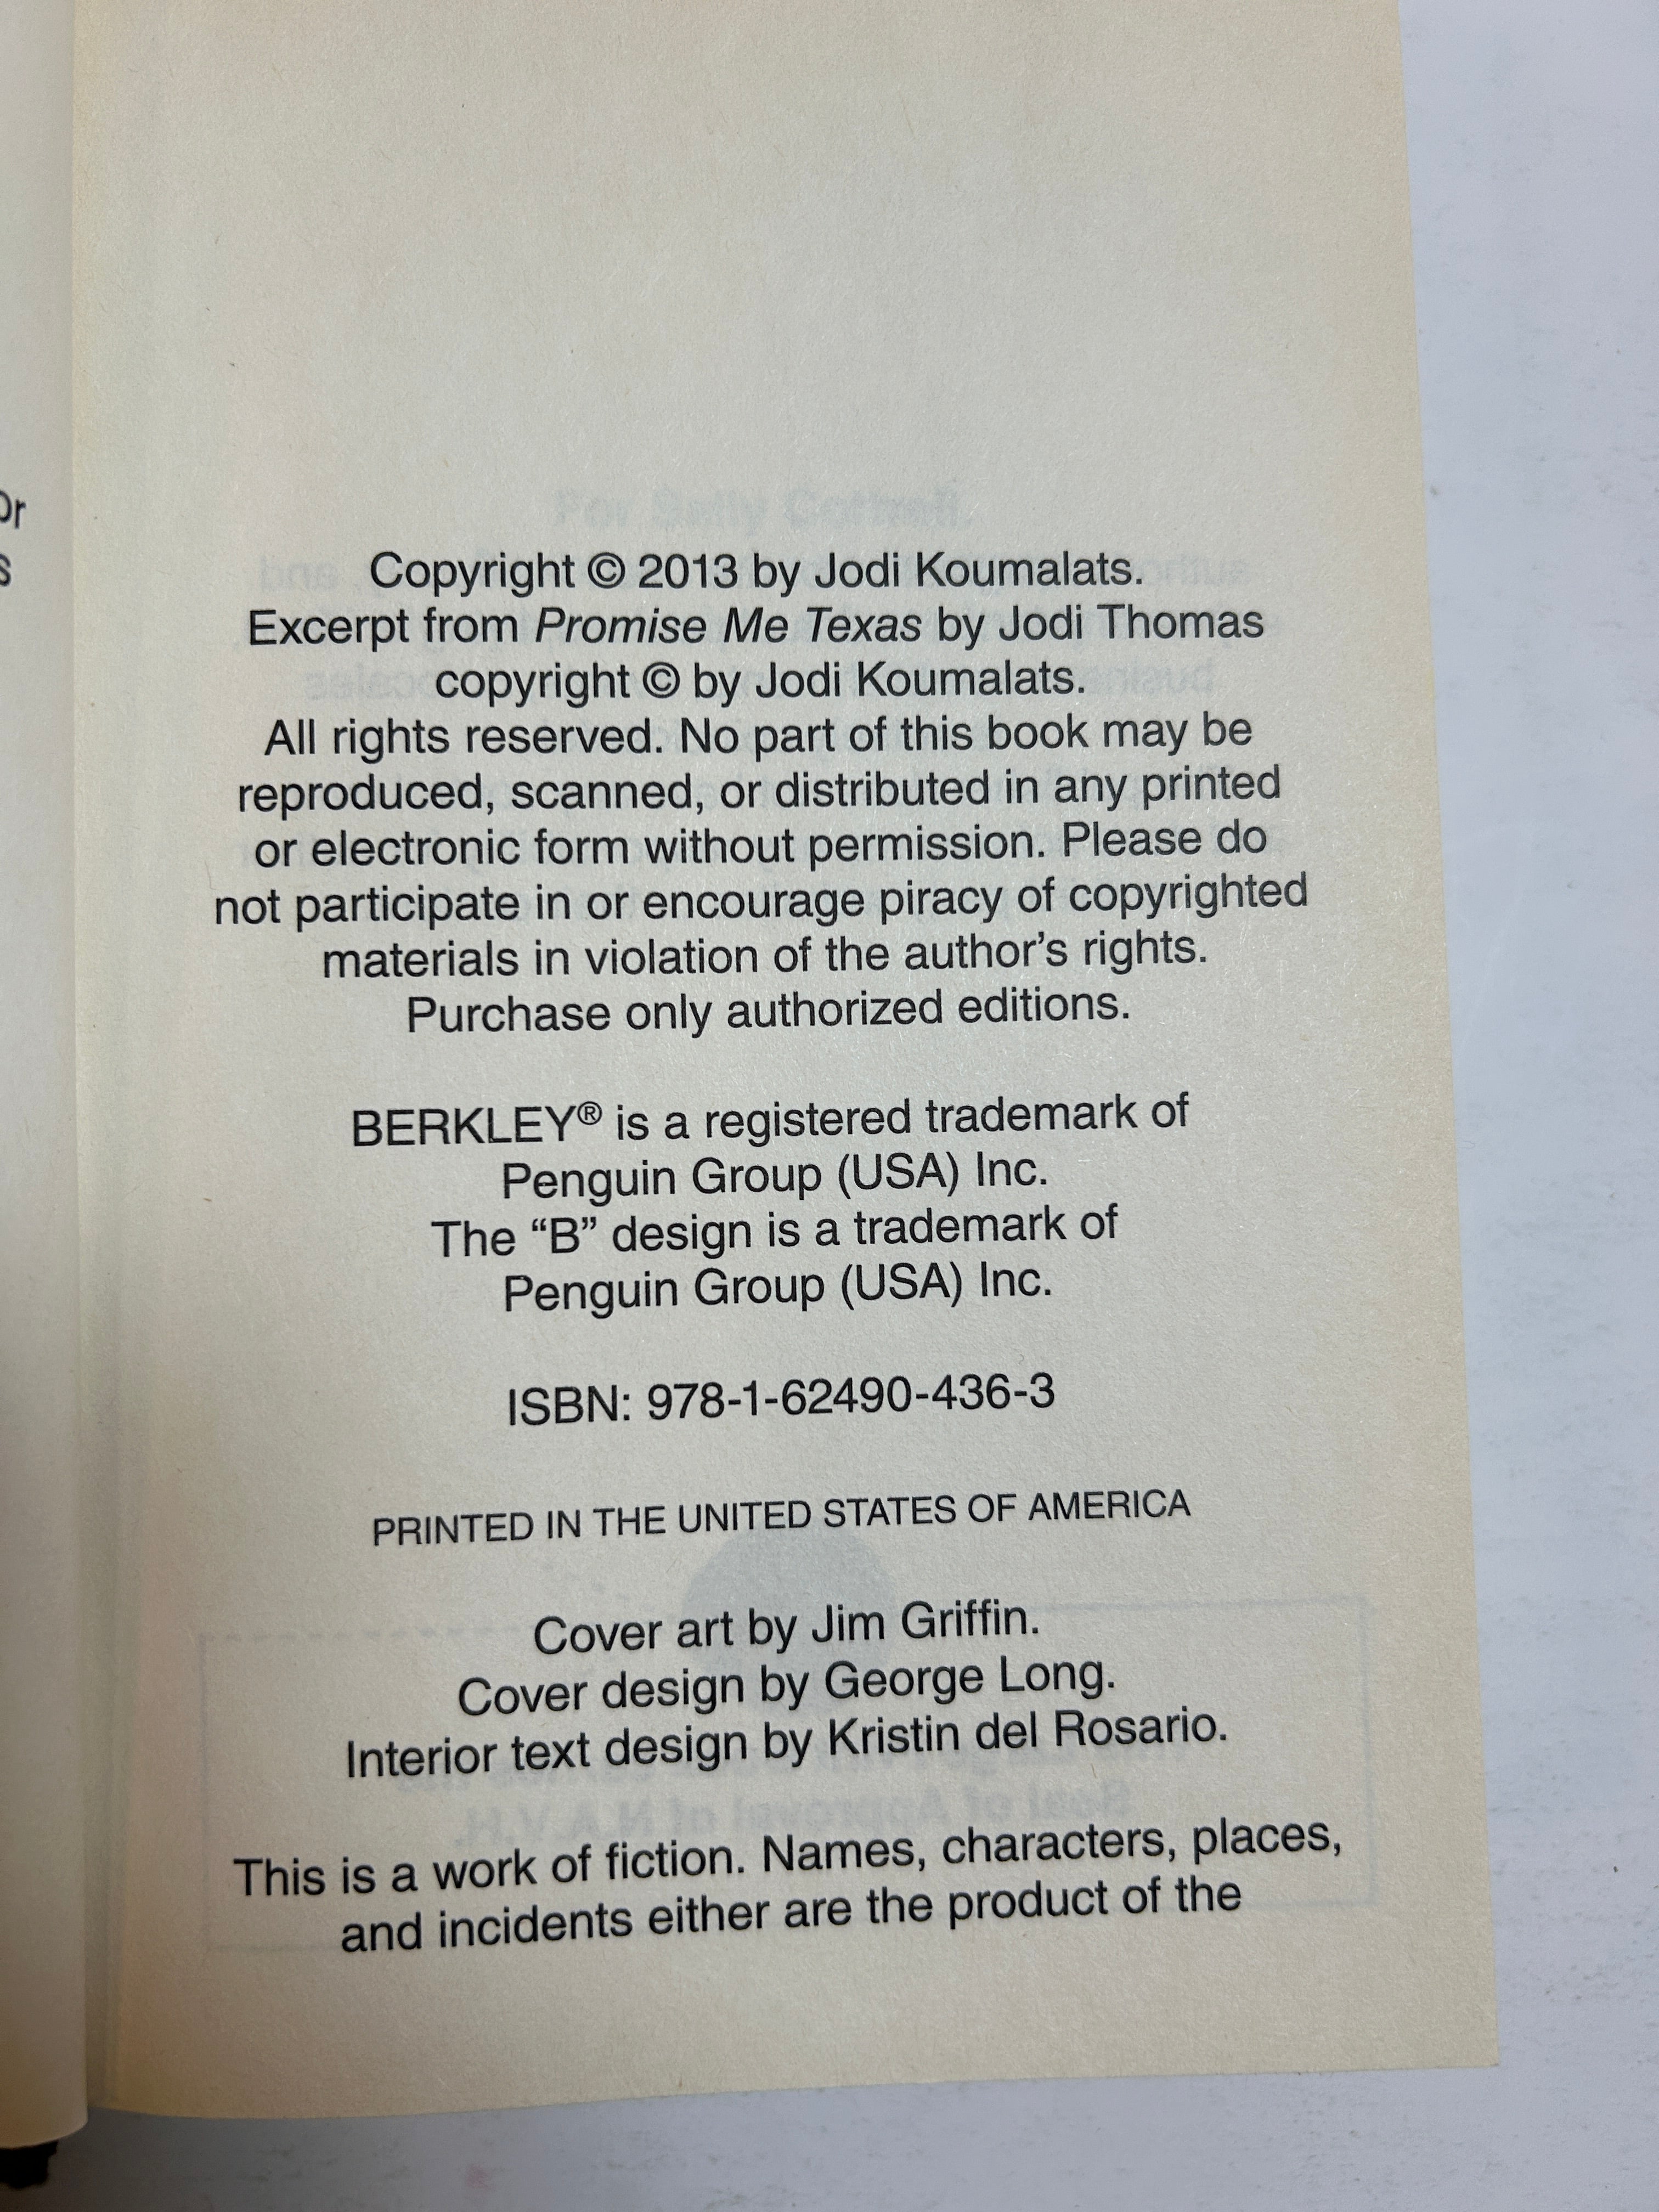 Copyright © 2013 by Jodi Koumalats.
Excerpt from Promise Me Texas by Jodi Thomas
copyright © by Jodi Koumalats.
All rights reserved. No part of this book may be
reproduced, scanned, or distributed in any printed
or electronic form without permission. Please do
not participate in or encourage piracy of copyrighted
materials in violation of the author's rights.
Purchase only authorized editions.
BERKLEY® is a registered trademark of
Penguin Group (USA) Inc.
The “B” design is a trademark of
Penguin Group (USA) Inc.
ISBN: 978-1-62490-436-3
PRINTED IN THE UNITED STATES OF AMERICA
Cover art by Jim Griffin.
Cover design by George Long.
Interior text design by Kristin del Rosario.
This is a work of fiction. Names, characters, places,
and incidents either are the product of the